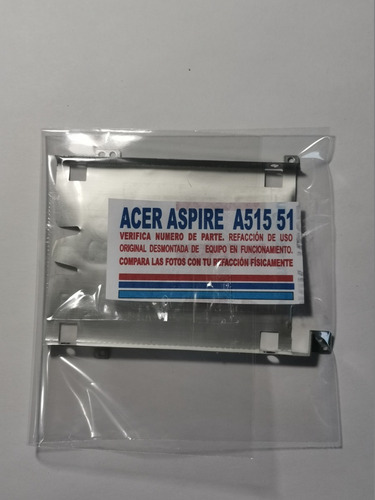 ACER ASPIRE A515 51
VERIFICA NUMERO DE PARTE. REFACCIÓN DE USO
ORIGINAL DESMONTADA DE EQUIPO EN FUNCIONAMIENTO.
COMPARA LAS FOTOS CON TU REFACCIÓN FÍSICAMENTE